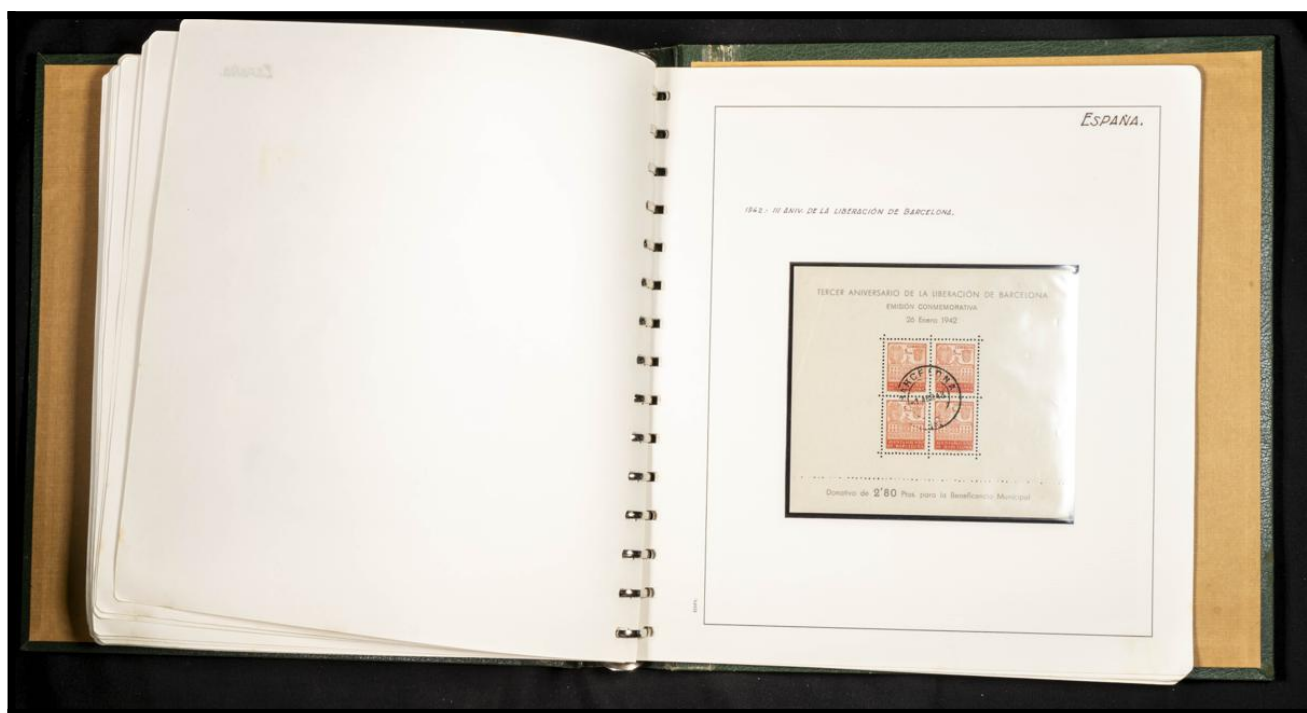 España.
1942.- III ANIV. DE LA LIBERACIÓN DE BARCELONA.
TERCER ANIVERSARIO DE LA LIBERACIÓN DE BARCELONA
EMISIÓN CONMEMORATIVA
26 Enero 1942
BARCELONA
Donativo de 2'80 Ptas para la Beneficencia Municipal